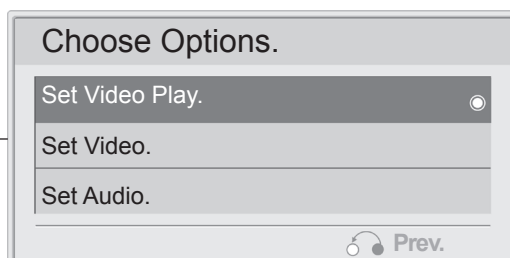 Choose Options.
Set Video Play.
Set Video.
Set Audio.
Prev.